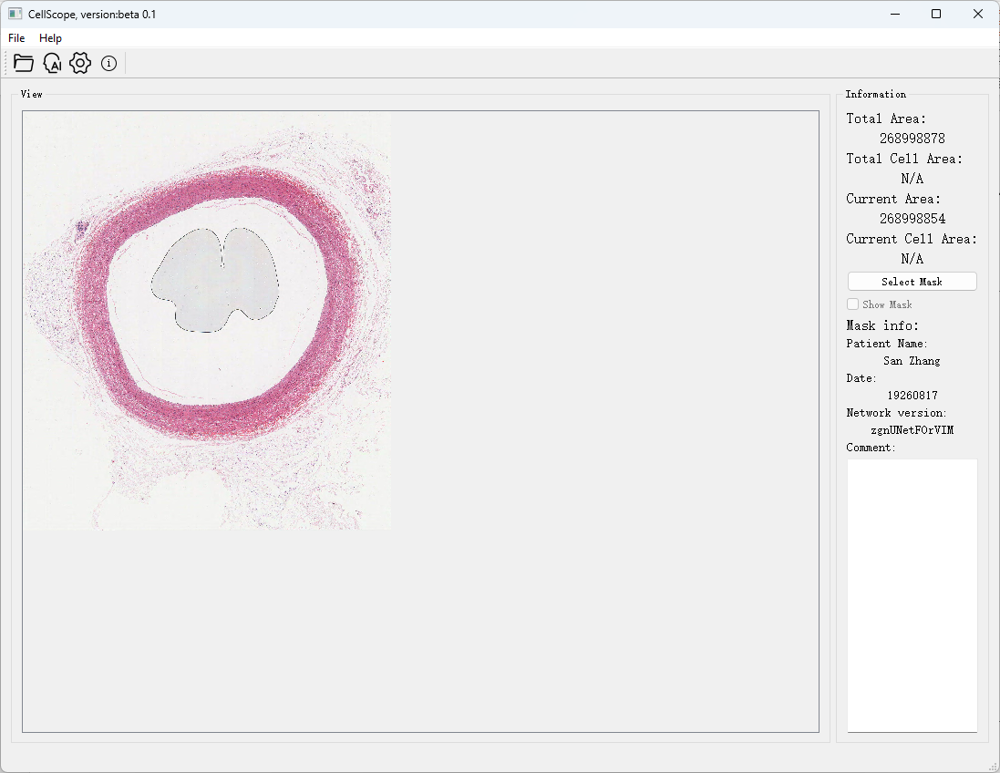 CellScope, version:beta 0.1
File Help
AI
View
Information
Total Area:
268998878
Total Cell Area:
N/A
Current Area:
268998854
Current Cell Area:
N/A
Select Mask
Show Mask
Mask info:
Patient Name:
San Zhang
Date:
19260817
Network version:
zgnUNetFOrVIM
Comment: